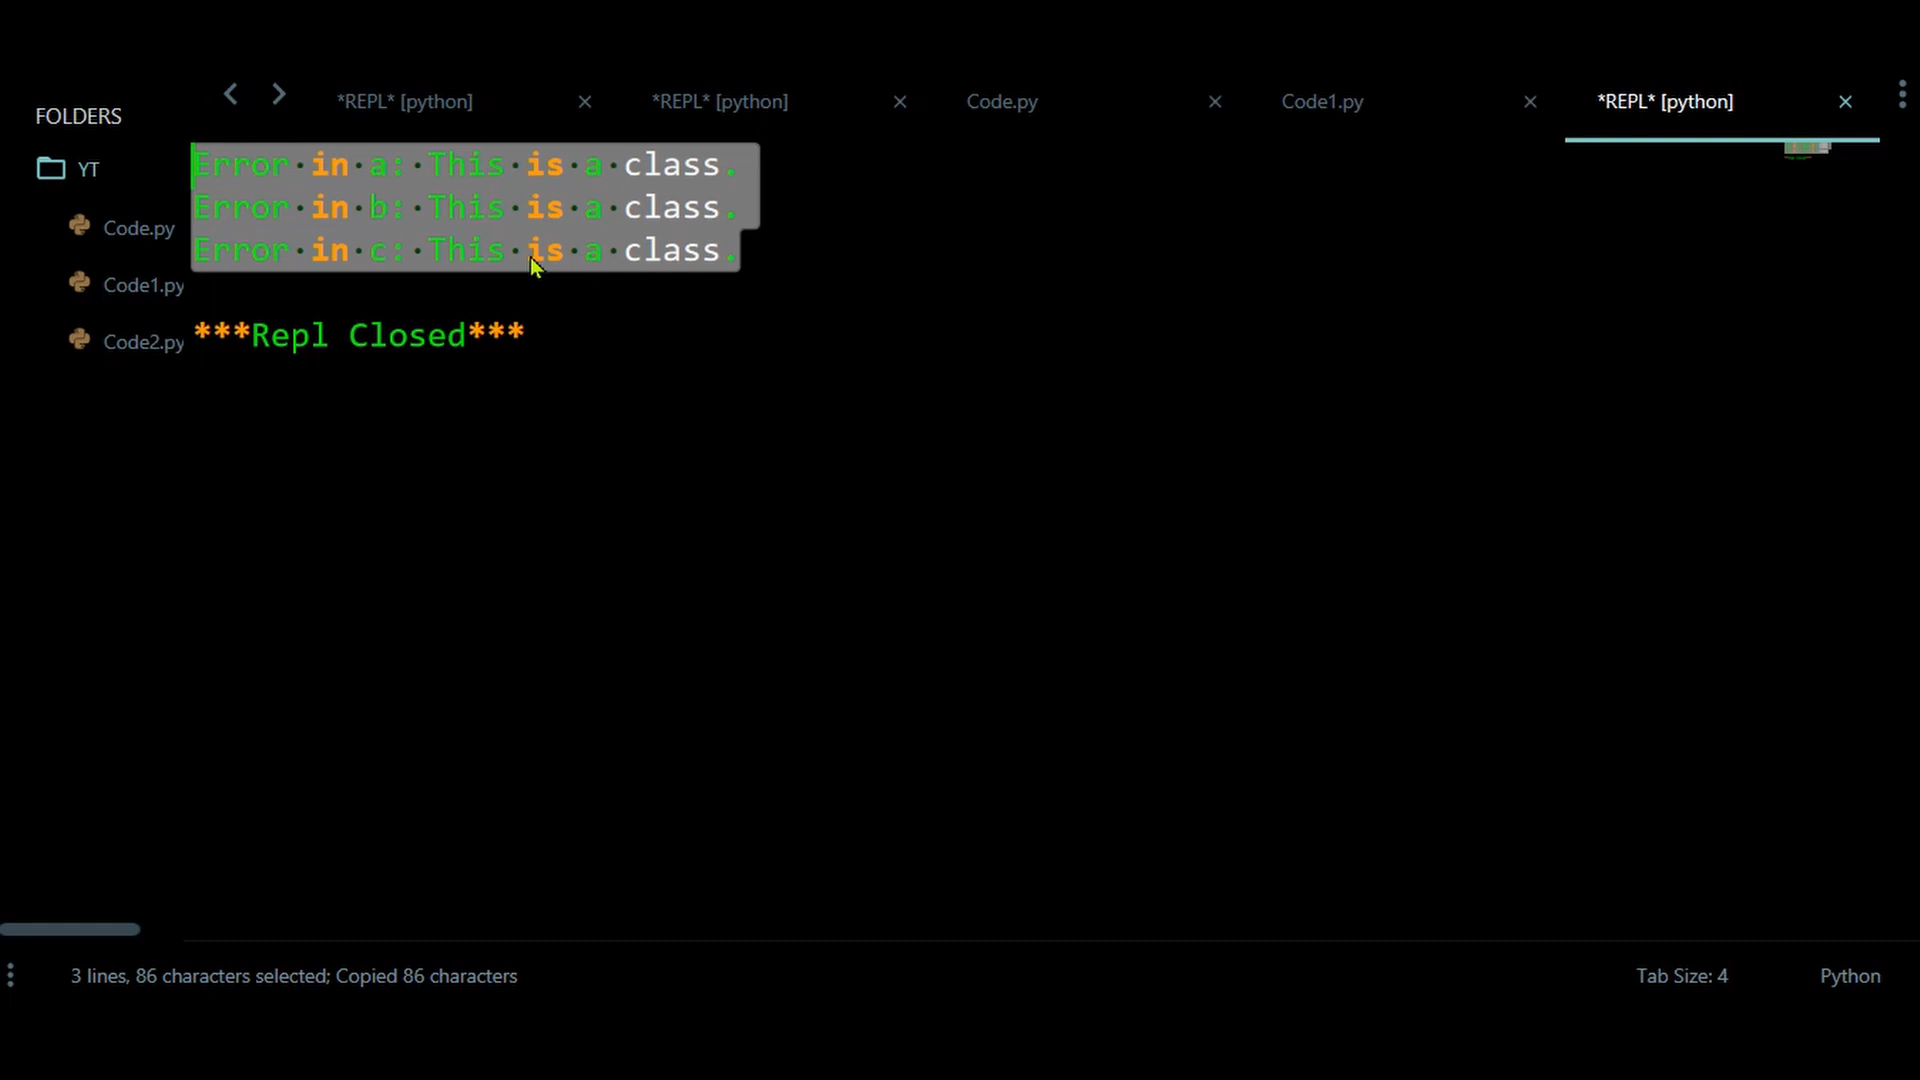 *REPL* [python]
*REPL* [python]
Code.py
Code1.py
*REPL* [python]
FOLDERS
YT
Code.py
Code1.py
Code2.py
Error in a: This is a class.
Error in b: This is a class.
Error in c: This is a class.
***Repl Closed***
3 lines, 86 characters selected; Copied 86 characters
Tab Size: 4
Python